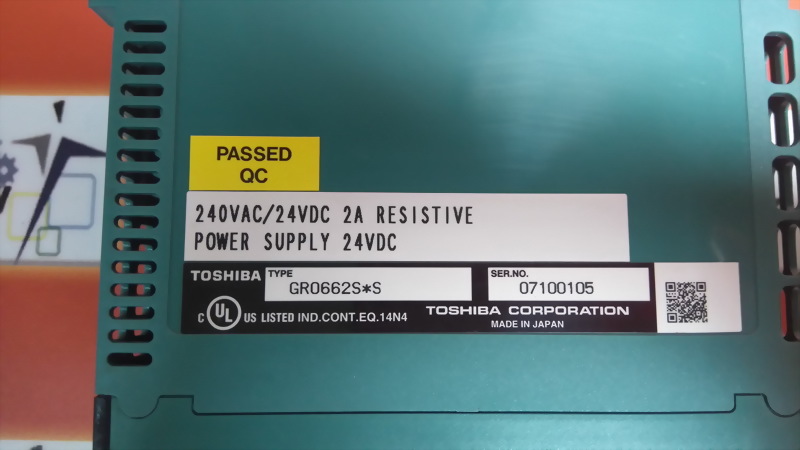 PASSED
QC
240VAC/24VDC 2A RESISTIVE
POWER SUPPLY 24VDC
TOSHIBA TYPE GR0662S*S SER.NO. 07100105
C UL US LISTED IND.CONT.EQ.14N4 TOSHIBA CORPORATION
MADE IN JAPAN